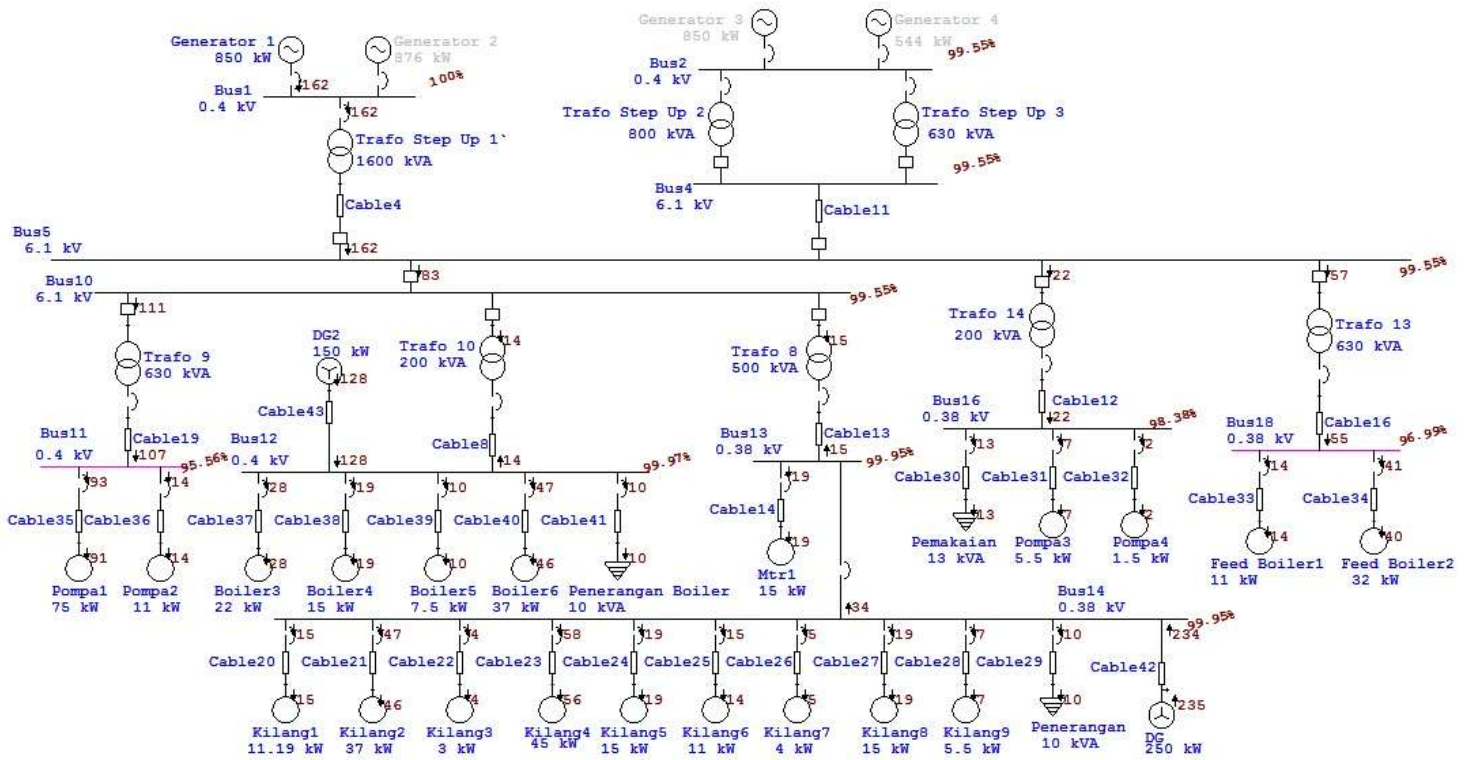 Generator 1
850 kW
Generator 2
876 kW
Generator 3
850 kW
Generator 4
544 kW
Bus1
0.4 kV
162
100%
162
Trafo Step Up 1`
1600 kVA
Cable4
162
Bus2
0.4 kV
99.55%
Trafo Step Up 2
800 kVA
Trafo Step Up 3
630 kVA
Bus4
6.1 kV
99.55%
Cable11
Bus5
6.1 kV
99.55%
83
22
57
Bus10
6.1 kV
99.55%
111
Trafo 9
630 kVA
DG2
150 kW
128
Cable43
Trafo 10
200 kVA
14
Cable8
Trafo 8
500 kVA
15
Cable13
Trafo 14
200 kVA
Cable12
Trafo 13
630 kVA
Cable16
Bus11
0.4 kV
Cable19
107
95.56%
Bus12
0.4 kV
128
14
99.97%
Bus13
0.38 kV
15
99.95%
Bus16
0.38 kV
22
98.38%
Bus18
0.38 kV
55
96.99%
93
14
28
19
10
47
10
19
13
7
2
14
41
Cable35
Cable36
Cable37
Cable38
Cable39
Cable40
Cable41
Cable14
Cable30
Cable31
Cable32
Cable33
Cable34
91
14
28
19
10
46
10
19
13
7
2
14
40
Pompa1
75 kW
Pompa2
11 kW
Boiler3
22 kW
Boiler4
15 kW
Boiler5
7.5 kW
Boiler6
37 kW
Penerangan Boiler
10 kVA
Mtr1
15 kW
Pemakaian
13 kVA
Pompa3
5.5 kW
Pompa4
1.5 kW
Feed Boiler1
11 kW
Feed Boiler2
32 kW
34
Bus14
0.38 kV
99.95%
15
47
4
58
19
15
5
19
7
10
234
Cable20
Cable21
Cable22
Cable23
Cable24
Cable25
Cable26
Cable27
Cable28
Cable29
Cable42
15
46
4
56
19
14
5
19
7
10
235
Kilang1
11.19 kW
Kilang2
37 kW
Kilang3
3 kW
Kilang4
45 kW
Kilang5
15 kW
Kilang6
11 kW
Kilang7
4 kW
Kilang8
15 kW
Kilang9
5.5 kW
Penerangan
10 kVA
DG
250 kW